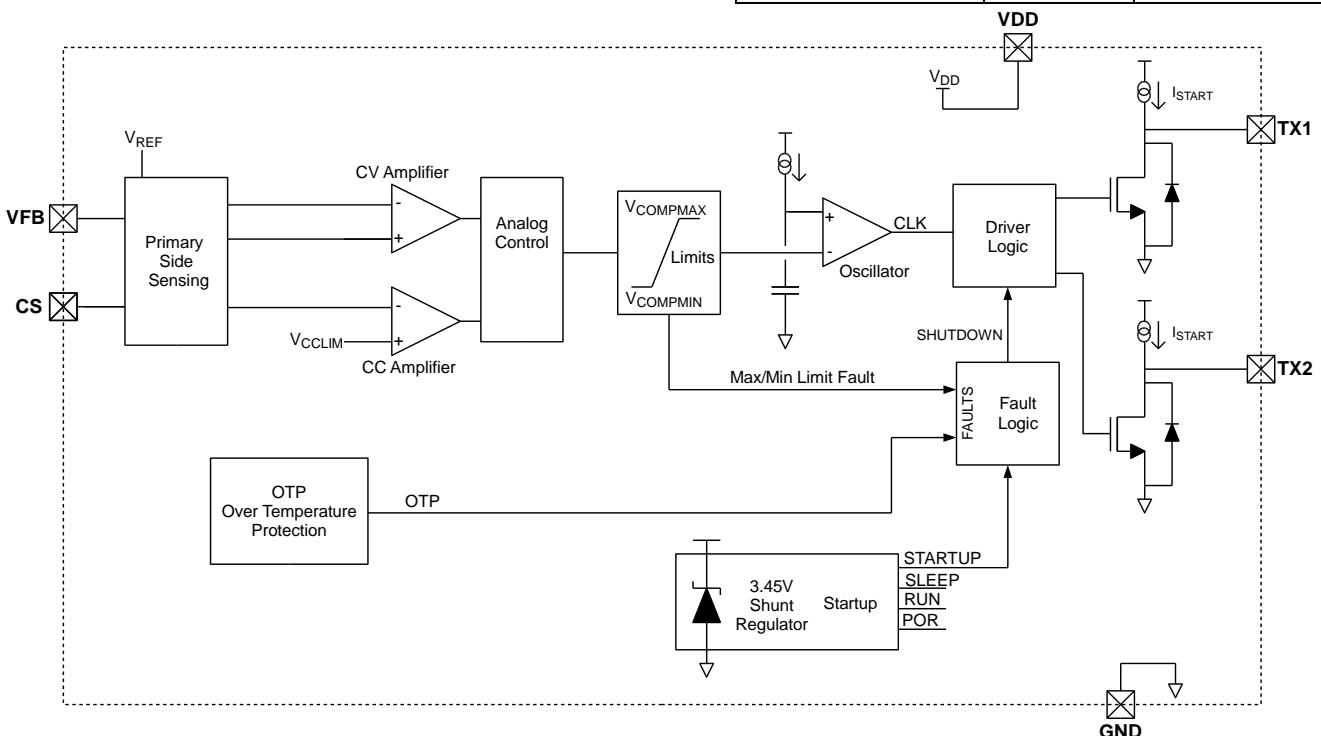 VDD
VDD
ISTART
TX1
VREF
CV Amplifier
VFB
-
+
Primary
Side
Sensing
Analog
Control
VCOMPMAX
Limits
VCOMPMIN
+
-
Oscillator
CLK
Driver
Logic
CS
-
+
VCCLIM
CC Amplifier
SHUTDOWN
ISTART
TX2
Max/Min Limit Fault
FAULTS
Fault
Logic
OTP
Over Temperature
Protection
OTP
3.45V
Shunt
Regulator
Startup
STARTUP
SLEEP
RUN
POR
GND